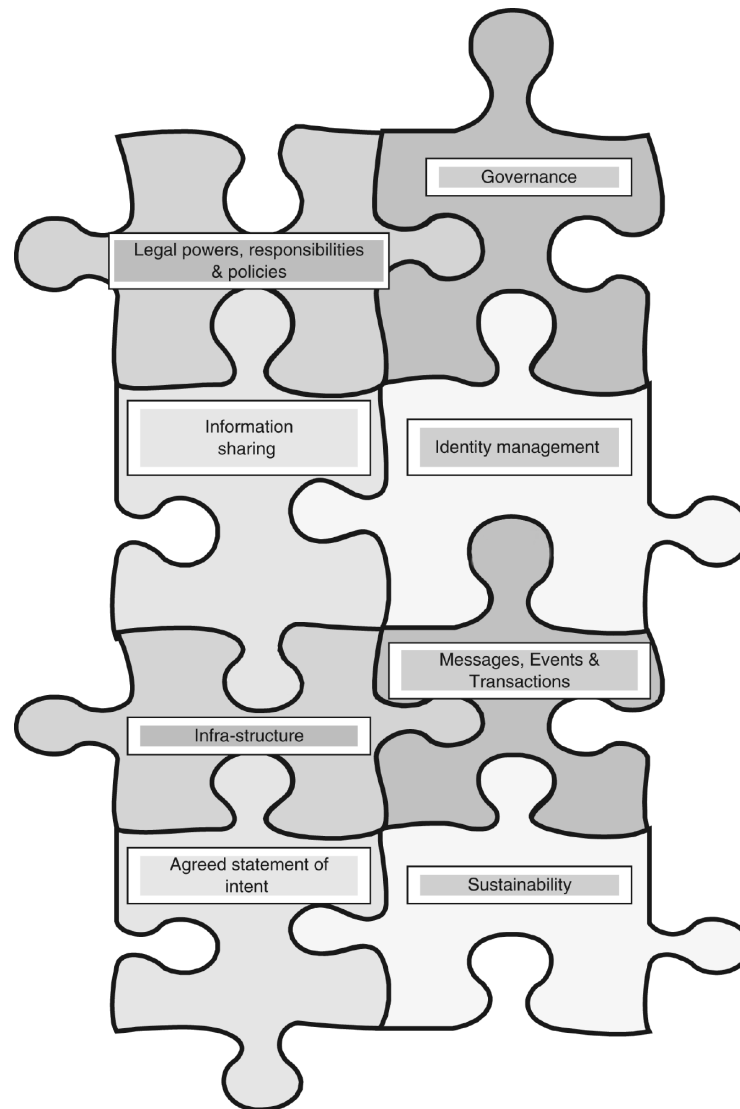 Governance
Legal powers, responsibilities
& policies
Information
sharing
Identity management
Messages, Events &
Transactions
Infra-structure
Agreed statement of
intent
Sustainability